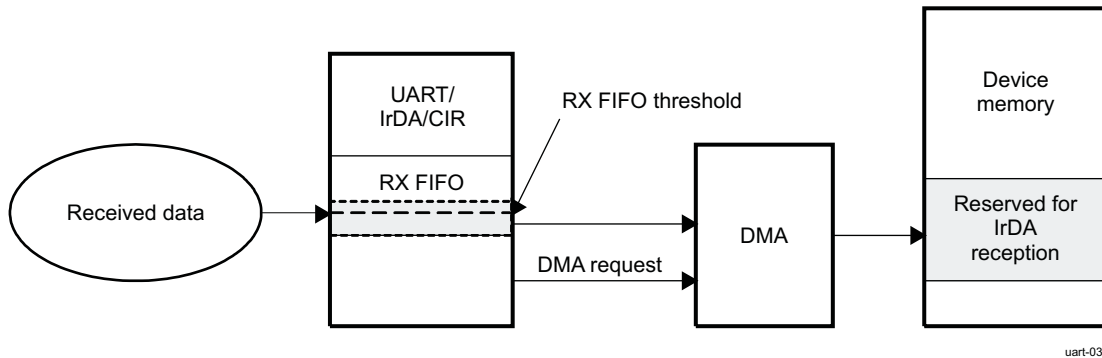 UART/
IrDA/CIR
RX FIFO threshold
Device
memory
RX FIFO
Received data
DMA
Reserved for
IrDA
reception
DMA request
uart-03